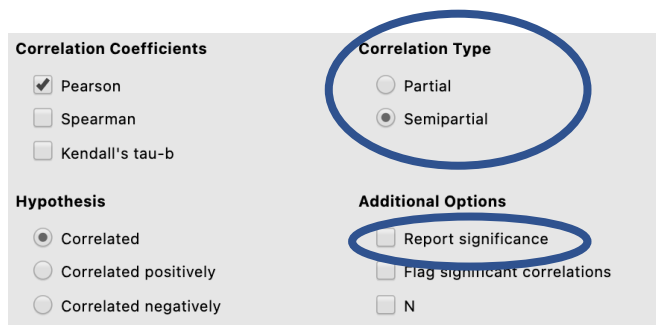 Correlation Coefficients
Pearson
Spearman
Kendall's tau-b
Correlation Type
Partial
Semipartial
Hypothesis
Correlated
Correlated positively
Correlated negatively
Additional Options
Report significance
Flag significant correlations
N